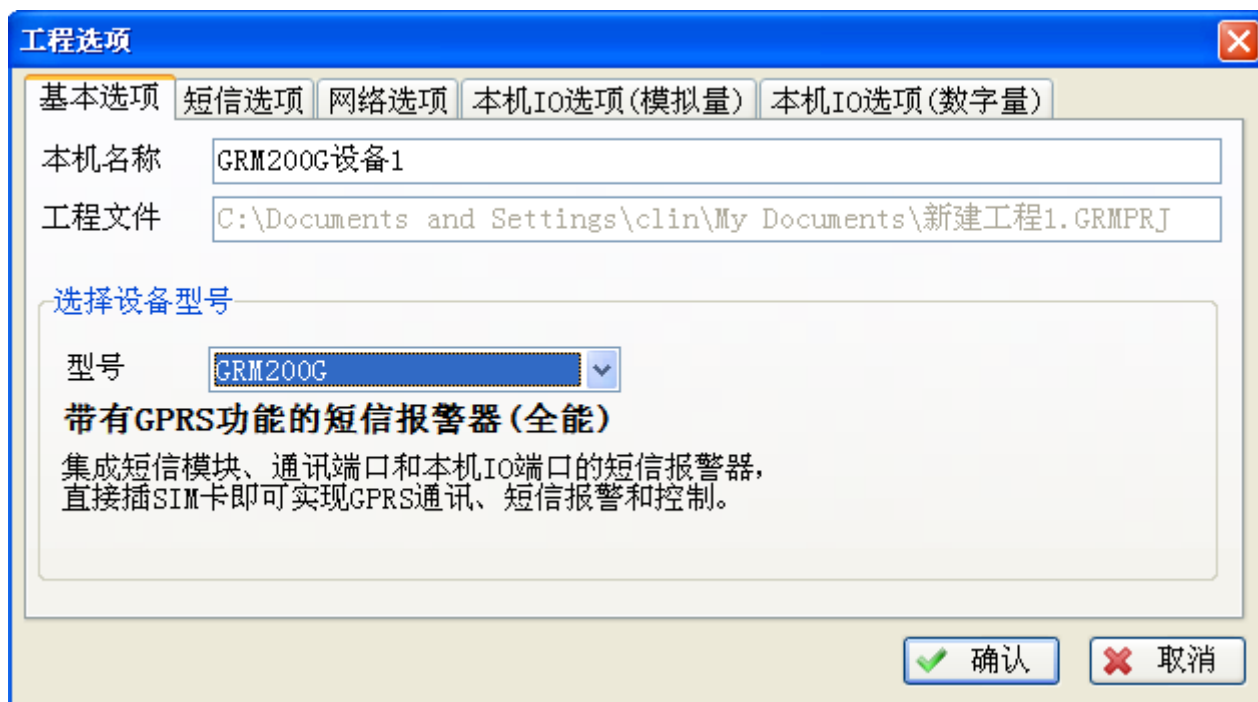 工程选项
基本选项 短信选项 网络选项 本机IO选项(模拟量) 本机IO选项(数字量)
本机名称 GRM200G设备1
工程文件 C:\Documents and Settings\clin\My Documents\新建工程1.GRMPRJ
选择设备型号
型号 GRM200G
带有GPRS功能的短信报警器(全能)
集成短信模块、通讯端口和本机IO端口的短信报警器,
直接插SIM卡即可实现GPRS通讯、短信报警和控制。
确认 取消